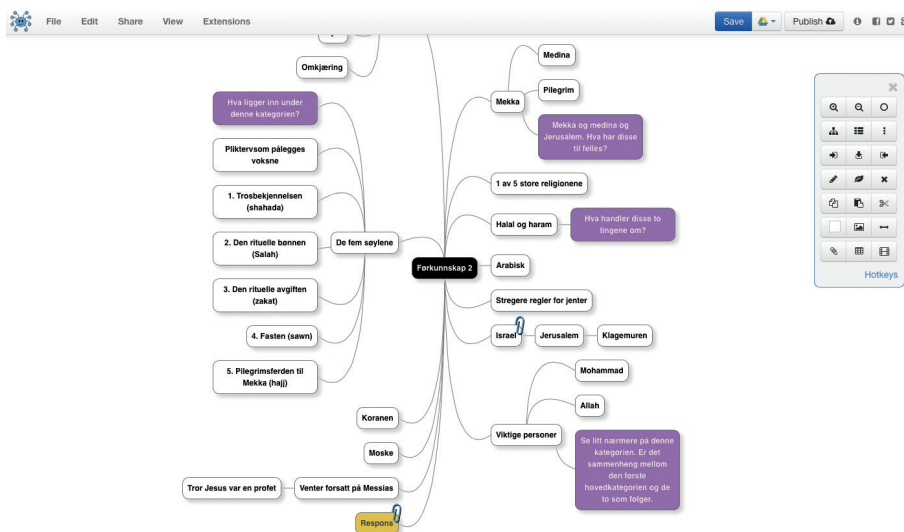 File Edit Share View Extensions
Save
Publish
Omkjæring
Hva ligger inn under
denne kategorien?
Pliktervsom pålegges
voksne
1. Trosbekjennelsen
(shahada)
2. Den rituelle bønnen
(Salah)
3. Den rituelle avgiften
(zakat)
4. Fasten (sawn)
5. Pilegrimsferden til
Mekka (hajj)
De fem søylene
Koranen
Moske
Tror Jesus var en profet
Venter forsatt på Messias
Respons
Førkunnskap 2
Mekka
Medina
Pilegrim
Mekka og medina og
Jerusalem. Hva har disse
til felles?
1 av 5 store religionene
Halal og haram
Hva handler disse to
tingene om?
Arabisk
Stregere regler for jenter
Israel
Jerusalem
Klagemuren
Viktige personer
Mohammad
Allah
Se litt nærmere på denne
kategorien. Er det
sammenheng mellom
den første
hovedkategorien og de
to som følger.
Hotkeys